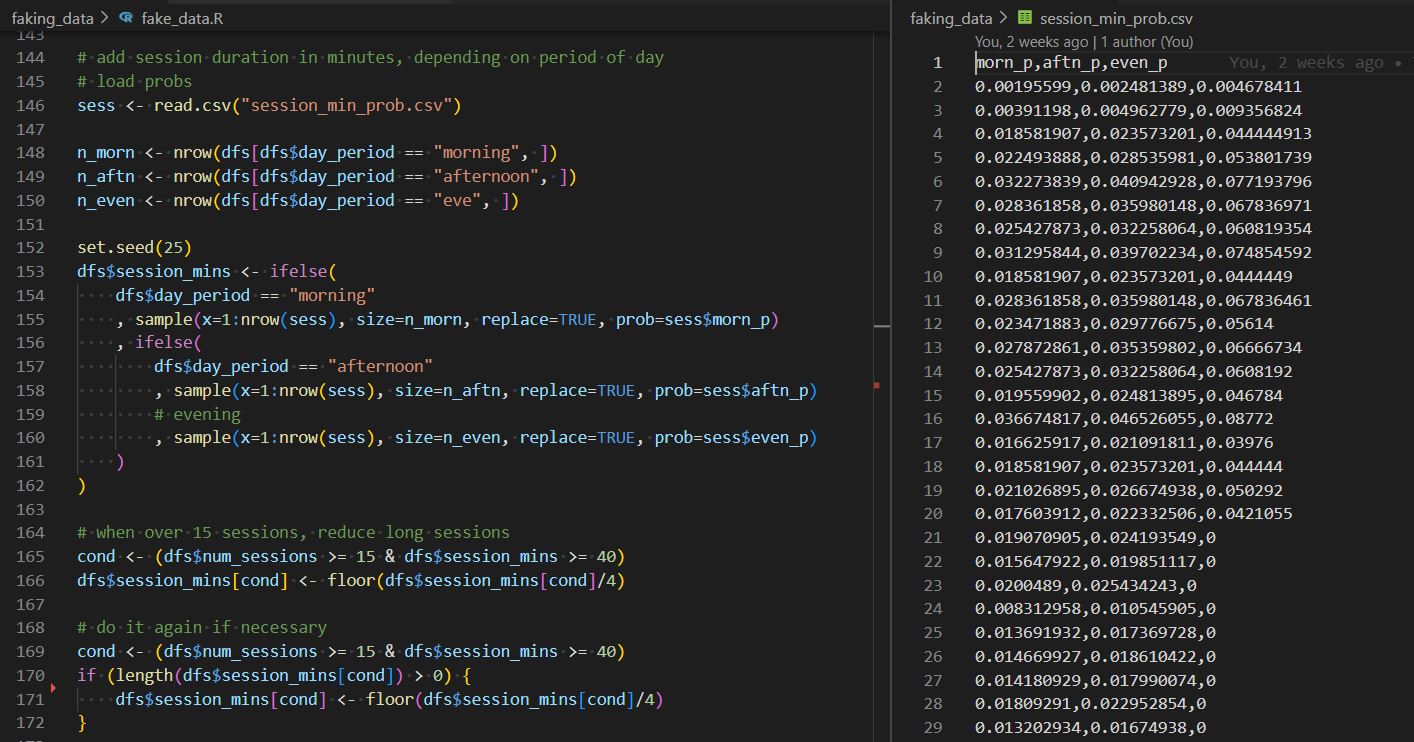 faking_data > fake_data.R
143
144 # add session duration in minutes, depending on period of day
145 # load probs
146 sess <- read.csv("session_min_prob.csv")
147
148 n_morn <- nrow(dfs[dfs$day_period == "morning", ])
149 n_aftn <- nrow(dfs[dfs$day_period == "afternoon", ])
150 n_even <- nrow(dfs[dfs$day_period == "eve", ])
151
152 set.seed(25)
153 dfs$session_mins <- ifelse(
154     dfs$day_period == "morning"
155     , sample(x=1:nrow(sess), size=n_morn, replace=TRUE, prob=sess$morn_p)
156     , ifelse(
157         dfs$day_period == "afternoon"
158         , sample(x=1:nrow(sess), size=n_aftn, replace=TRUE, prob=sess$aftn_p)
159         # evening
160         , sample(x=1:nrow(sess), size=n_even, replace=TRUE, prob=sess$even_p)
161     )
162 )
163
164 # when over 15 sessions, reduce long sessions
165 cond <- (dfs$num_sessions >= 15 & dfs$session_mins >= 40)
166 dfs$session_mins[cond] <- floor(dfs$session_mins[cond]/4)
167
168 # do it again if necessary
169 cond <- (dfs$num_sessions >= 15 & dfs$session_mins >= 40)
170 if (length(dfs$session_mins[cond]) > 0) {
171     dfs$session_mins[cond] <- floor(dfs$session_mins[cond]/4)
172 }
faking_data > session_min_prob.csv
You, 2 weeks ago | 1 author (You)
1 morn_p,aftn_p,even_p You, 2 weeks ago •
2 0.00195599,0.002481389,0.004678411
3 0.00391198,0.004962779,0.009356824
4 0.018581907,0.023573201,0.044444913
5 0.022493888,0.028535981,0.053801739
6 0.032273839,0.040942928,0.077193796
7 0.028361858,0.035980148,0.067836971
8 0.025427873,0.032258064,0.060819354
9 0.031295844,0.039702234,0.074854592
10 0.018581907,0.023573201,0.0444449
11 0.028361858,0.035980148,0.067836461
12 0.023471883,0.029776675,0.05614
13 0.027872861,0.035359802,0.06666734
14 0.025427873,0.032258064,0.0608192
15 0.019559902,0.024813895,0.046784
16 0.036674817,0.046526055,0.08772
17 0.016625917,0.021091811,0.03976
18 0.018581907,0.023573201,0.044444
19 0.021026895,0.026674938,0.050292
20 0.017603912,0.022332506,0.0421055
21 0.019070905,0.024193549,0
22 0.015647922,0.019851117,0
23 0.0200489,0.025434243,0
24 0.008312958,0.010545905,0
25 0.013691932,0.017369728,0
26 0.014669927,0.018610422,0
27 0.014180929,0.017990074,0
28 0.01809291,0.022952854,0
29 0.013202934,0.01674938,0